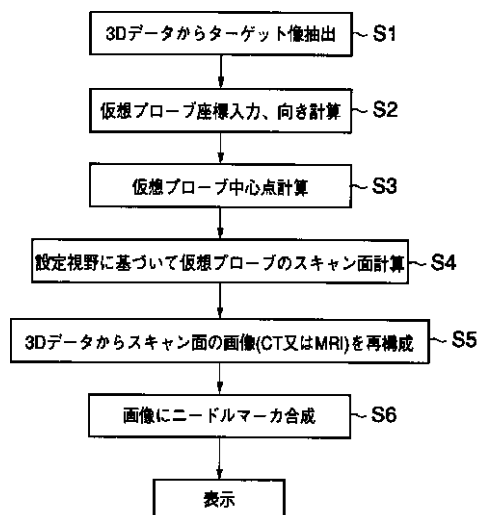 3Dデータからターゲット像抽出 ~S1
仮想プローブ座標入力、向き計算 ~S2
仮想プローブ中心点計算 ~S3
設定視野に基づいて仮想プローブのスキャン面計算 ~S4
3Dデータからスキャン面の画像(CT又はMRI)を再構成 ~S5
画像にニードルマーカ合成 ~S6
表示